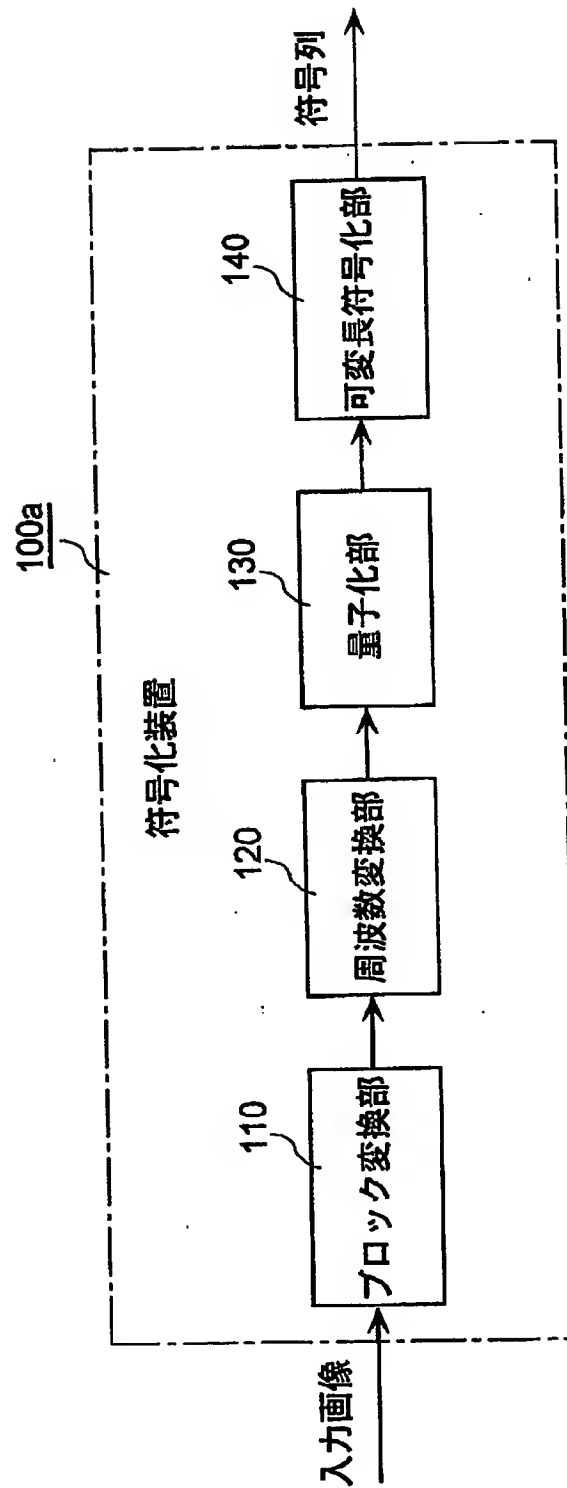 100a
符号化装置
入力画像
110
ブロック変換部
120
周波数変換部
130
量子化部
140
可変長符号化部
符号列